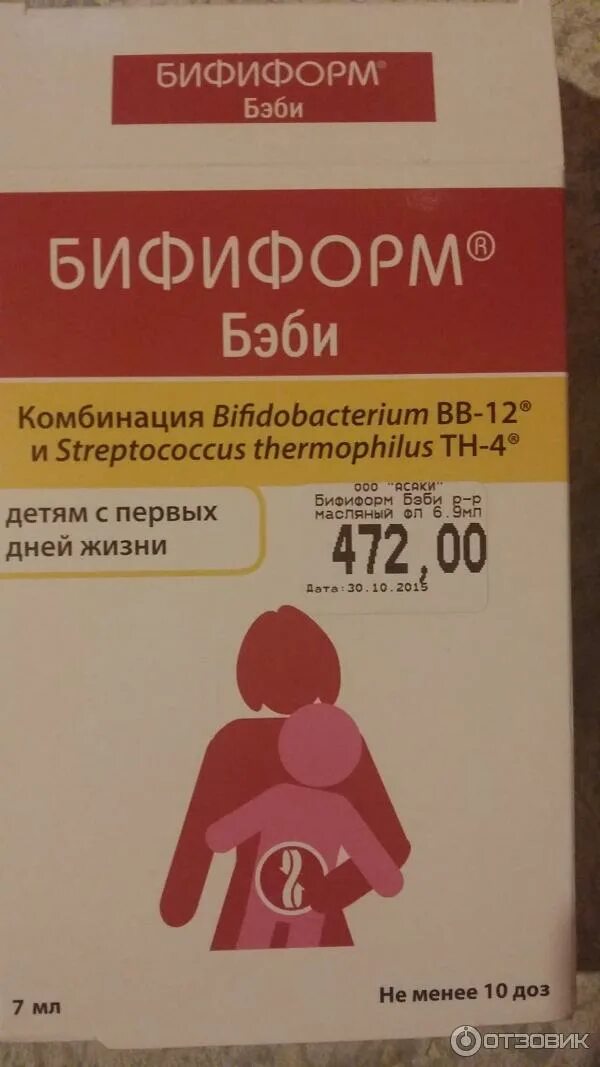 БИФИФОРМ®
Бэби
БИФИФОРМ®
Бэби
Комбинация Bifidobacterium BB-12®
и Streptococcus thermophilus TH-4®
детям с первых
дней жизни
ООО "АСАКИ"
Бифиформ Бэби р-р
масляный фл 6.9мл
472,00
Дата:30.10.2015
7 мл
Не менее 10 доз
ОТЗОВИК